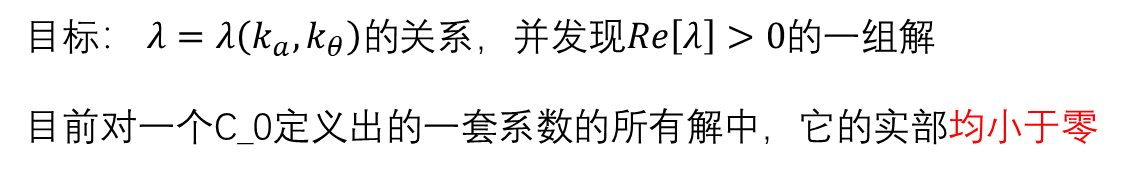 目标： λ = λ(kₐ, k_θ)的关系，并发现Re[λ] > 0的一组解
目前对一个C_0定义出的一套系数的所有解中，它的实部均小于零